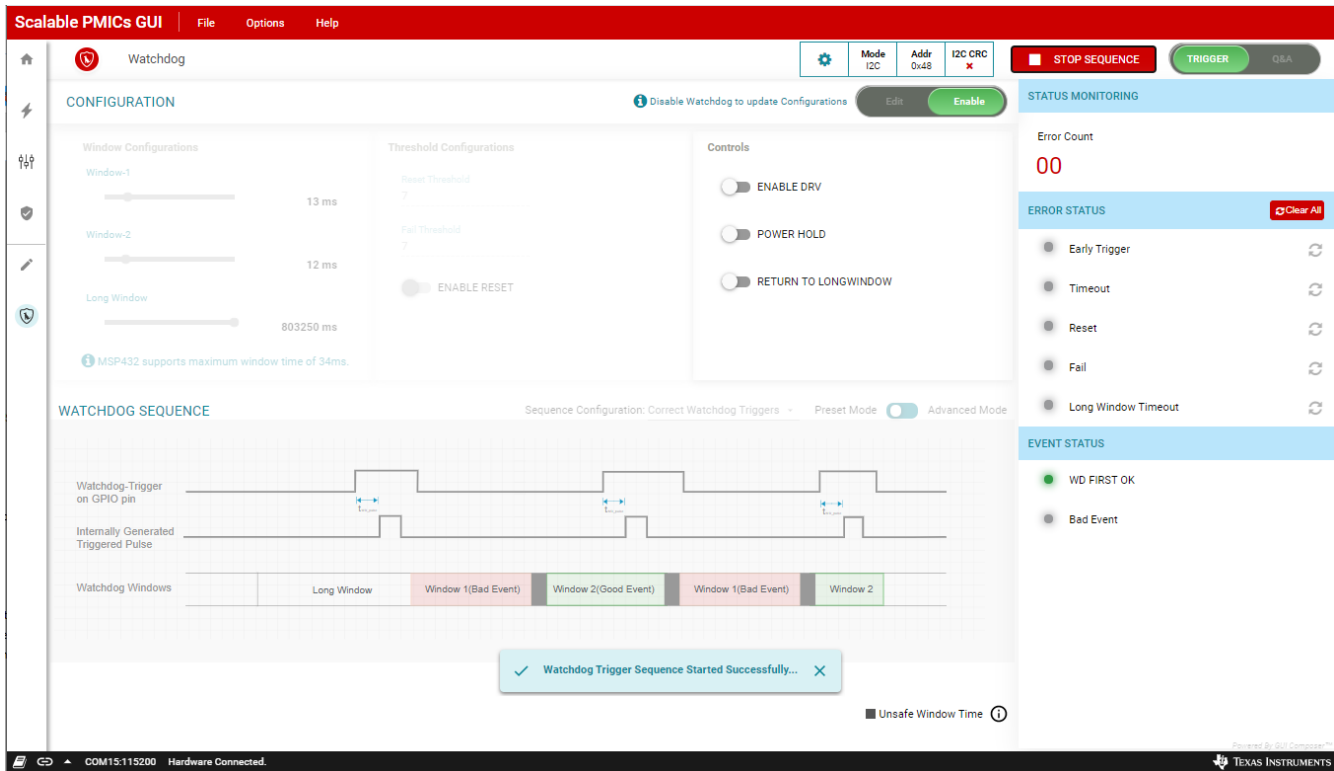 Scalable PMICs GUI File Options Help
Watchdog
Mode I2C
Addr 0x48
I2C CRC
STOP SEQUENCE
TRIGGER Q&A
CONFIGURATION
Disable Watchdog to update Configurations
Edit Enable
Window Configurations
Window-1
13 ms
Window-2
12 ms
Long Window
803250 ms
MSP432 supports maximum window time of 34ms.
Threshold Configurations
Reset Threshold
7
Fail Threshold
7
ENABLE RESET
Controls
ENABLE DRV
POWER HOLD
RETURN TO LONGWINDOW
WATCHDOG SEQUENCE
Sequence Configuration: Correct Watchdog Triggers
Preset Mode Advanced Mode
Watchdog-Trigger
on GPIO pin
Internally Generated
Triggered Pulse
Watchdog Windows
Long Window
Window 1(Bad Event)
Window 2(Good Event)
Window 1(Bad Event)
Window 2
Watchdog Trigger Sequence Started Successfully...
Unsafe Window Time
STATUS MONITORING
Error Count
00
ERROR STATUS
Clear All
Early Trigger
Timeout
Reset
Fail
Long Window Timeout
EVENT STATUS
WD FIRST OK
Bad Event
Powered By GUI Composer™
COM15:115200 Hardware Connected.
TEXAS INSTRUMENTS